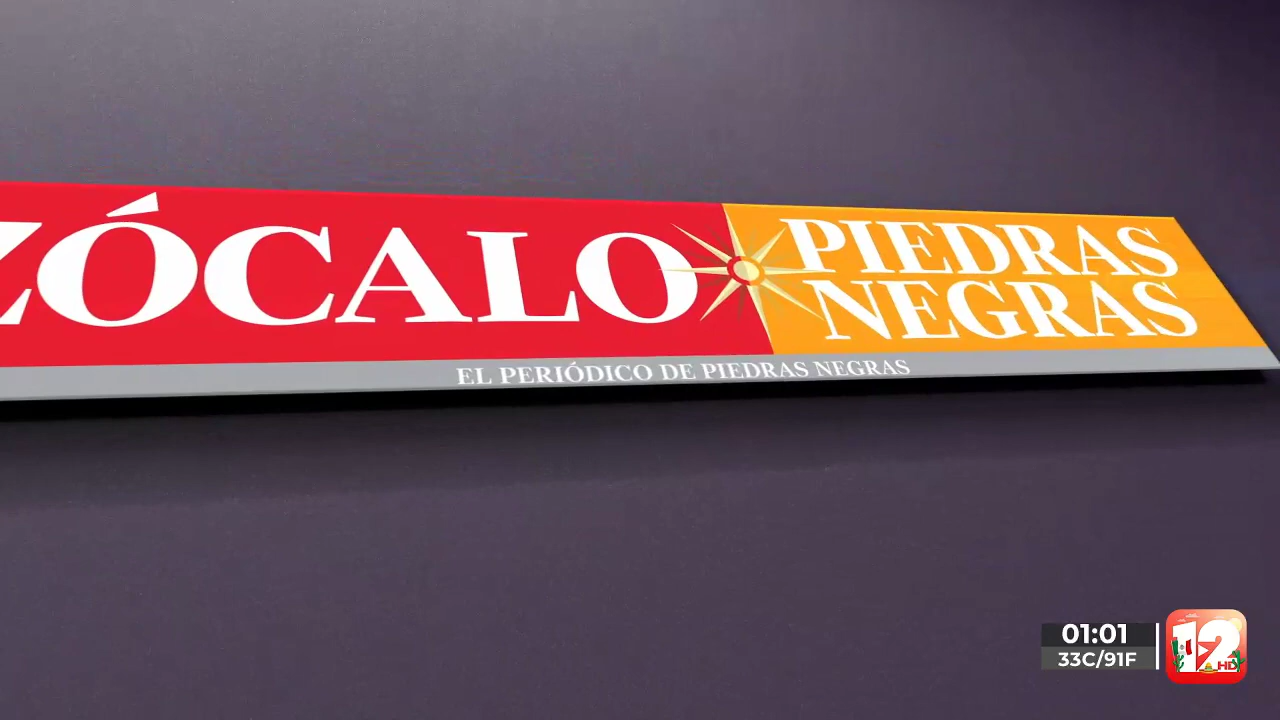 ZÓCALO
PIEDRAS
NEGRAS
EL PERIÓDICO DE PIEDRAS NEGRAS
01:01
33C/91F
12
HD